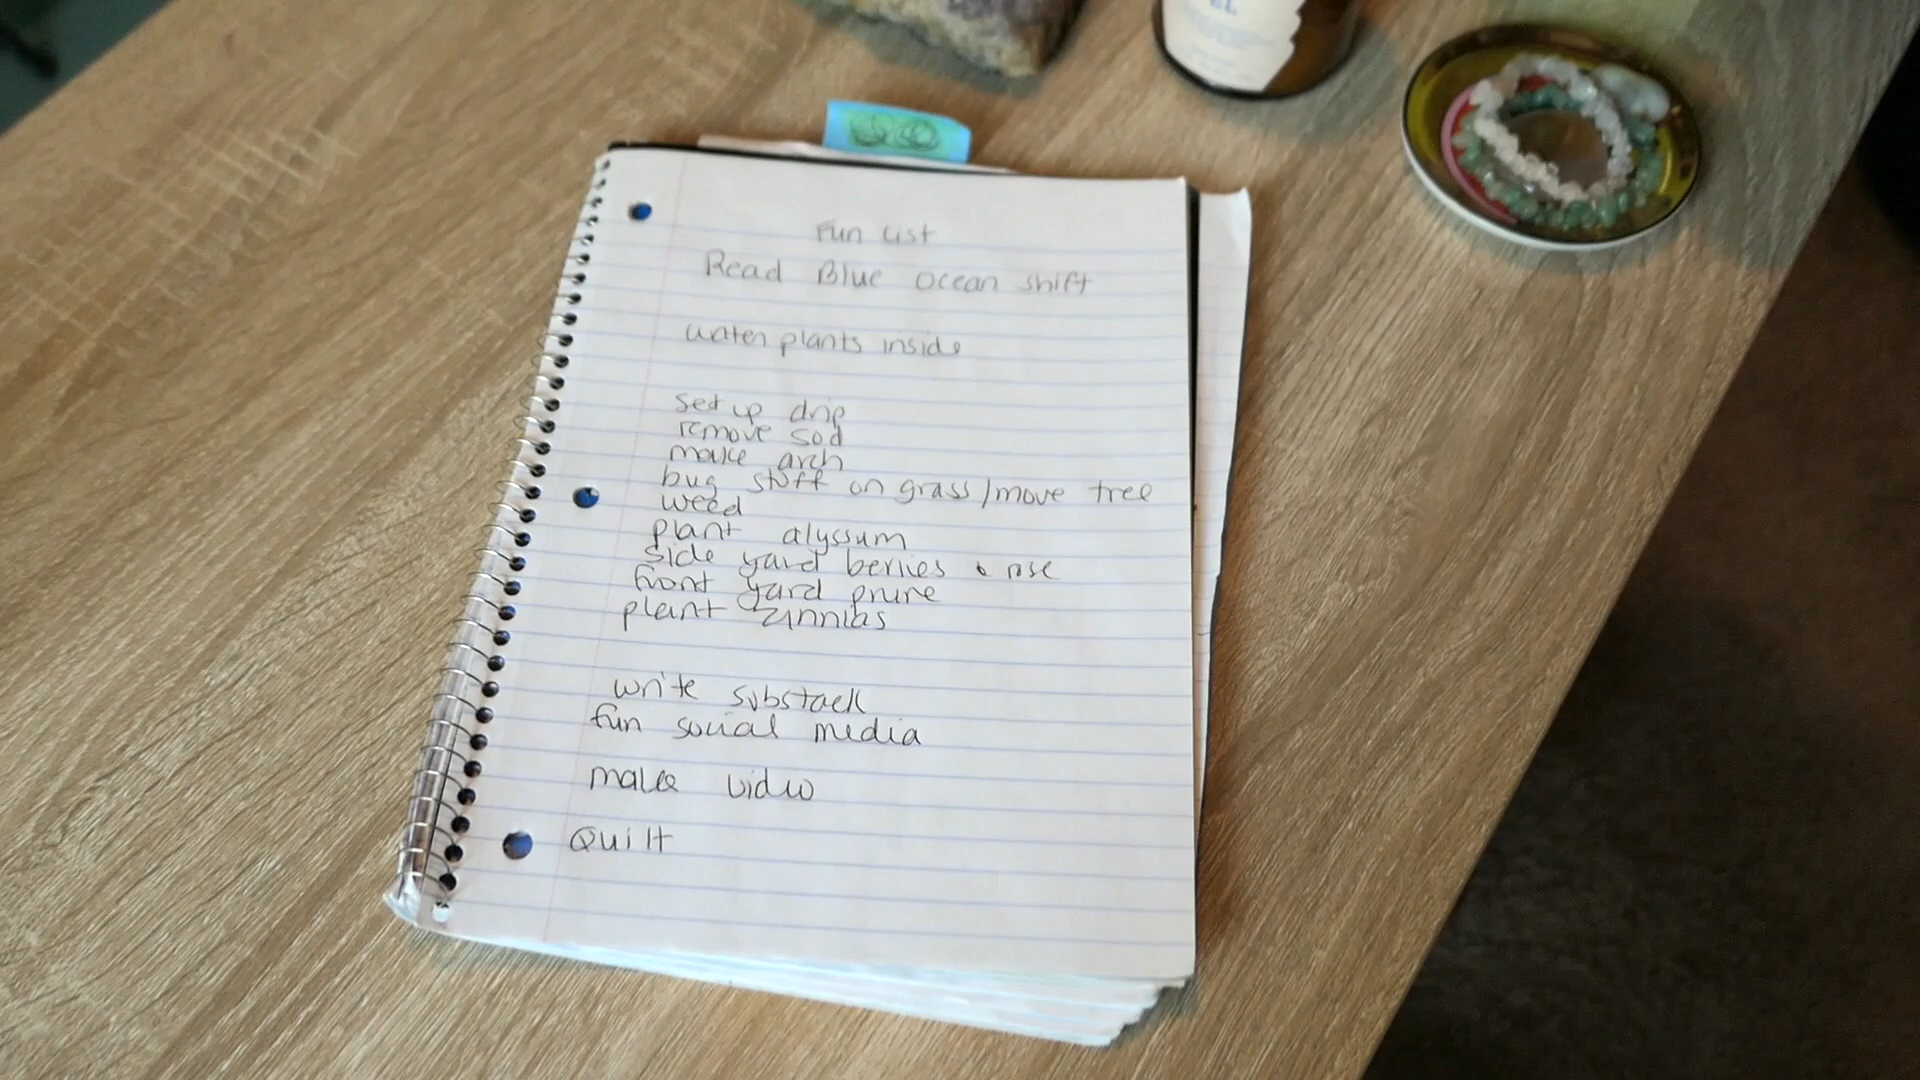 EL
Fun List
Read Blue Ocean Shift
water plants inside
set up drip
remove sod
make arch
bug stuff on grass/move tree
weed
plant alyssum
side yard berries & rose
front yard prune
plant zinnias
write substack
fun social media
make video
Quilt